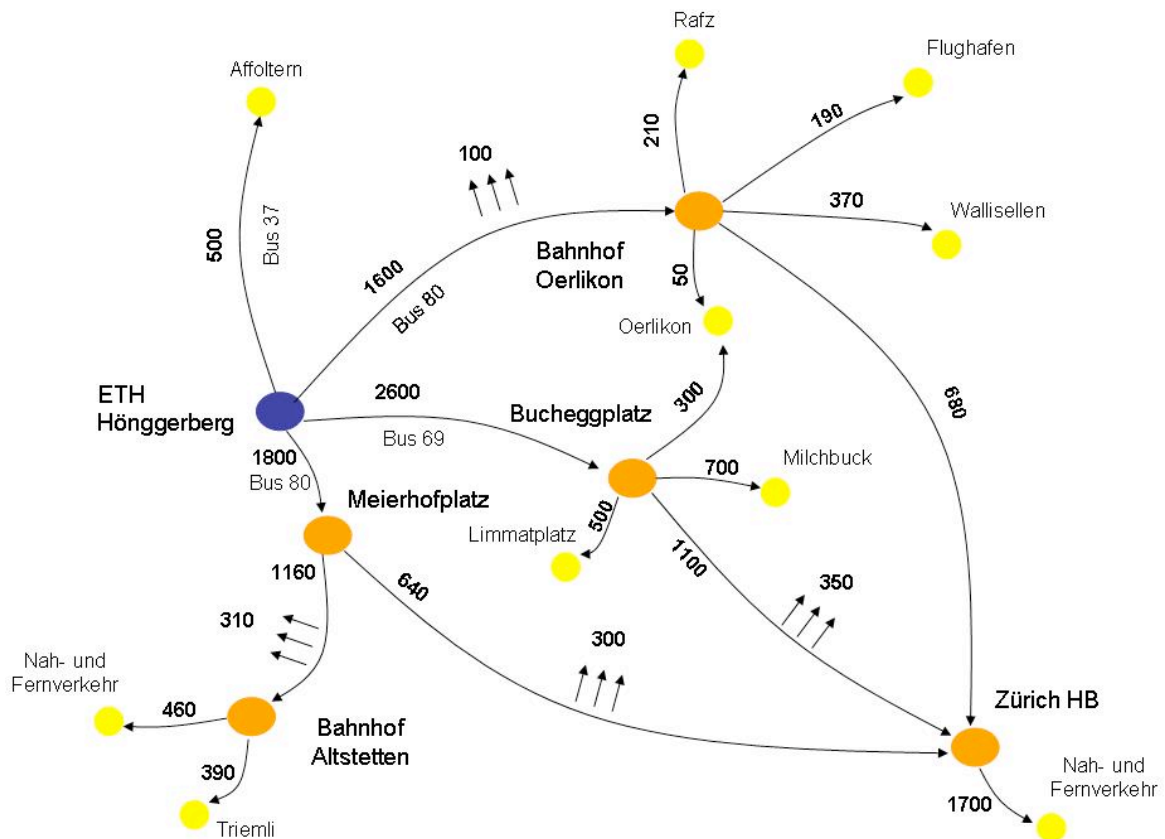 Rafz
Flughafen
Affoltern
190
210
100
370
Wallisellen
500
Bus 37
Bahnhof
Oerlikon
50
1600
Bus 80
Oerlikon
ETH
Hönggerberg
2600
Bucheggplatz
300
680
Bus 69
1800
Bus 80
700
Milchbuck
Meierhofplatz
500
Limmatplatz
1100
1160
640
350
310
300
Nah- und
Fernverkehr
Zürich HB
460
Bahnhof
Altstetten
390
Nah- und
Fernverkehr
1700
Triemli